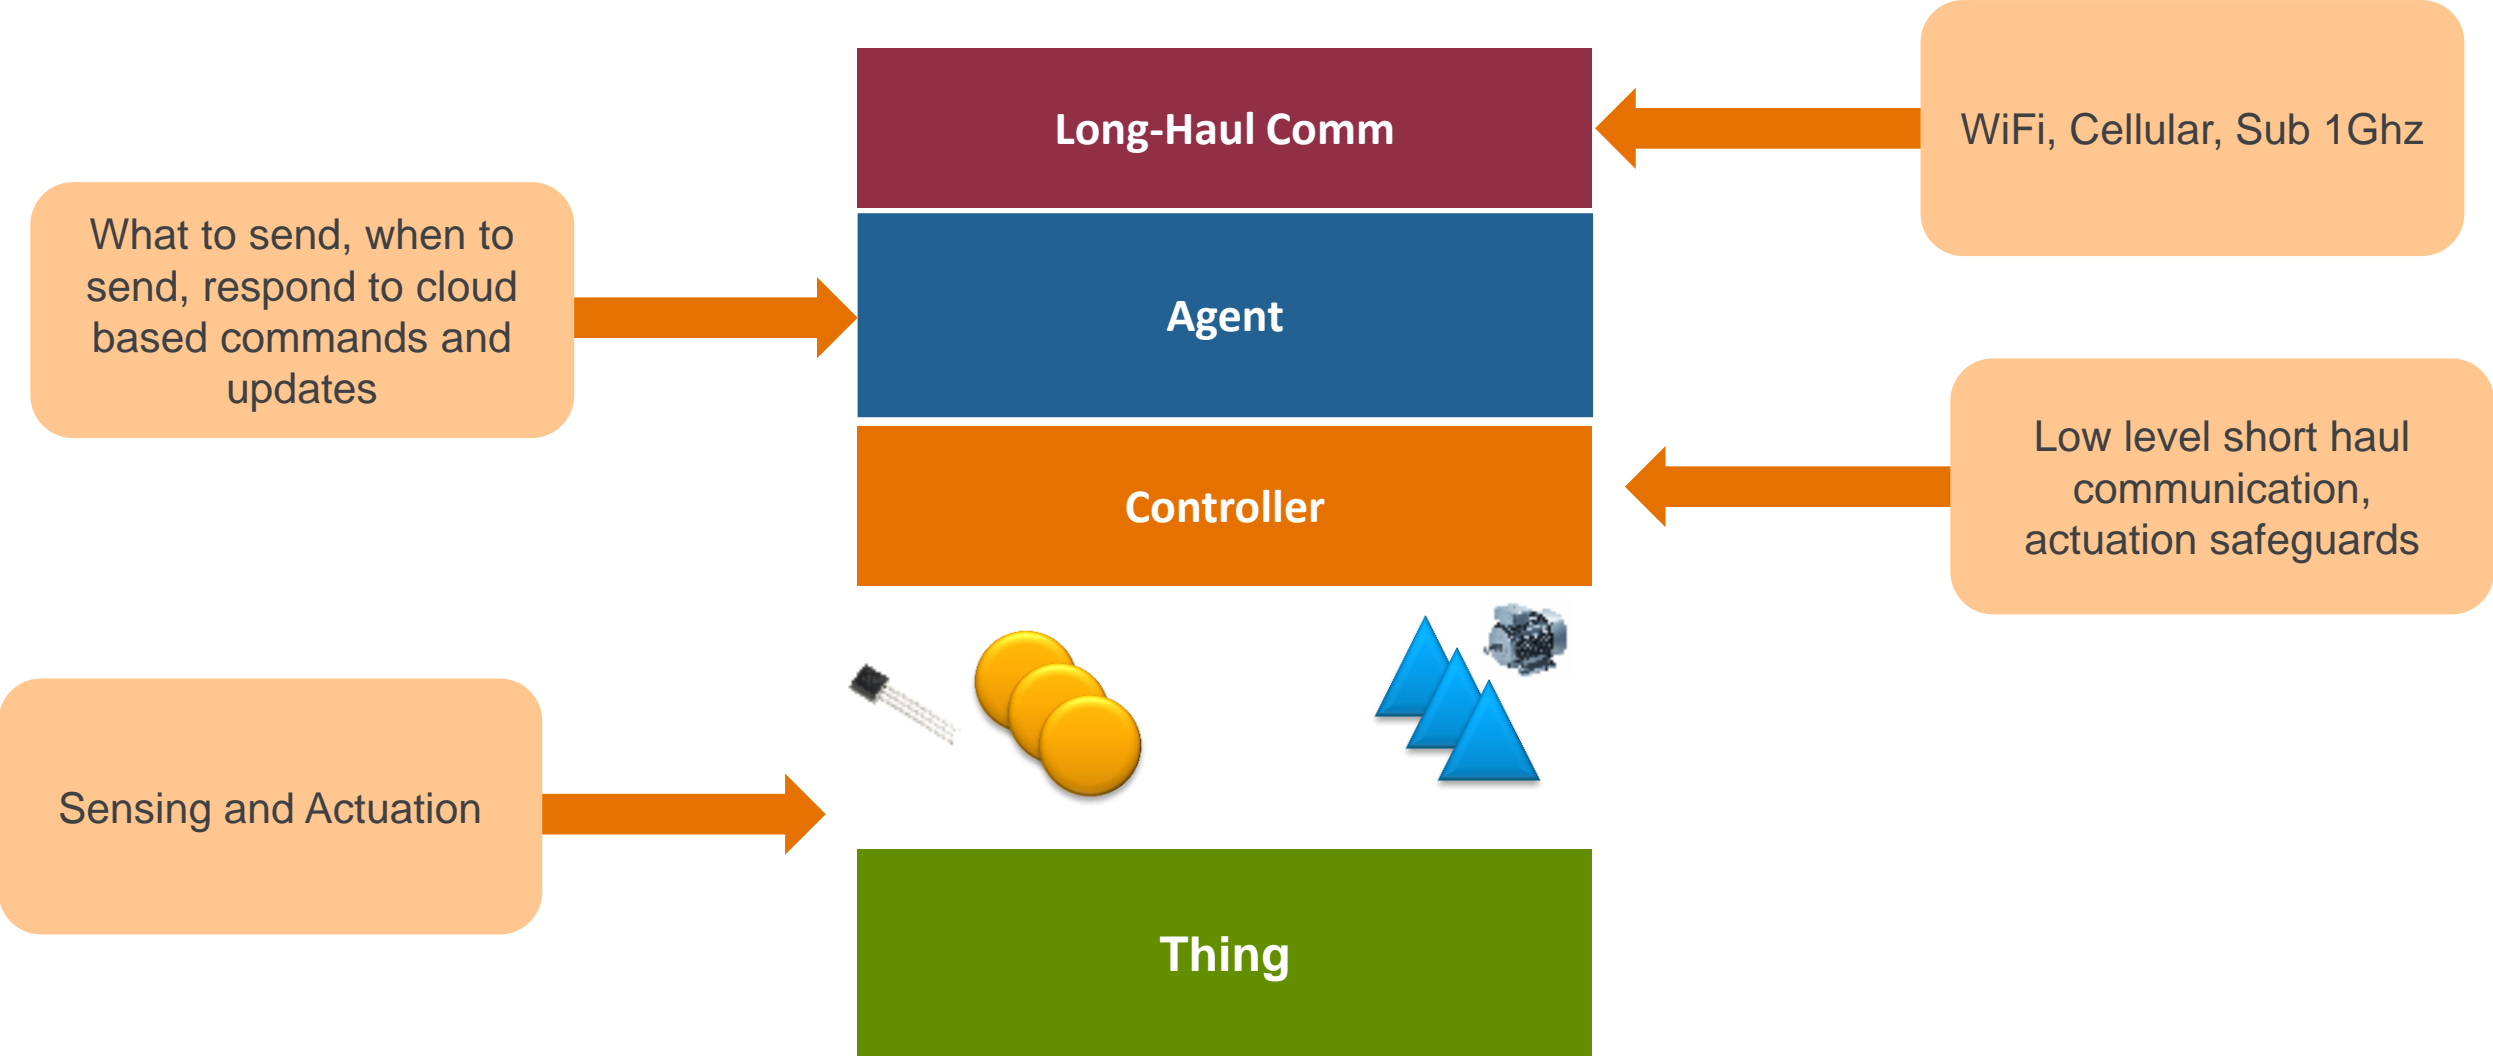 Long-Haul Comm
WiFi, Cellular, Sub 1Ghz
What to send, when to
send, respond to cloud
based commands and
updates
Agent
Controller
Low level short haul
communication,
actuation safeguards
Sensing and Actuation
Thing